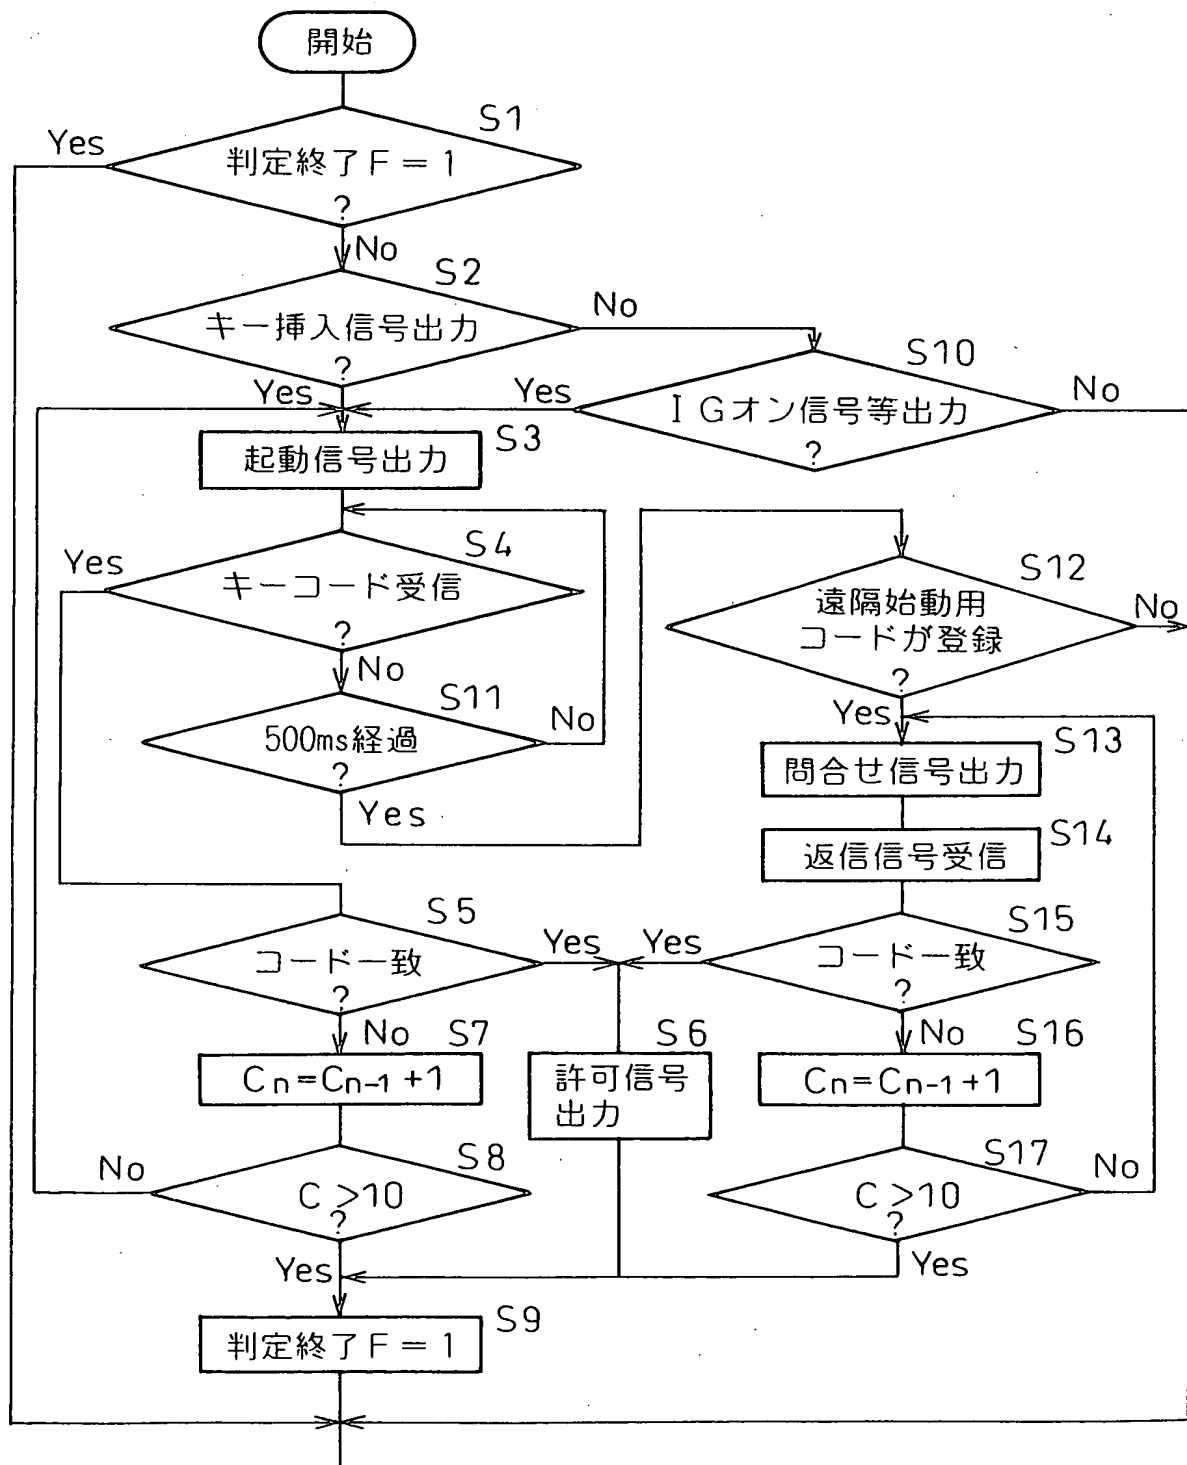 開始
S1
Yes
判定終了F＝1
?
No
S2
キー挿入信号出力
?
No
Yes
S10
Yes
IGオン信号等出力
?
No
S3
起動信号出力
S4
Yes
キーコード受信
?
No
S12
遠隔始動用
コードが登録
?
No
Yes
S11
500ms経過
?
No
Yes
S13
問合せ信号出力
S14
返信信号受信
S5
コード一致
?
Yes
No
S15
Yes
コード一致
?
No
S7
Cn=Cn-1+1
S6
許可信号
出力
S16
Cn=Cn-1+1
S8
No
C>10
?
Yes
S17
C>10
?
No
Yes
S9
判定終了F＝1